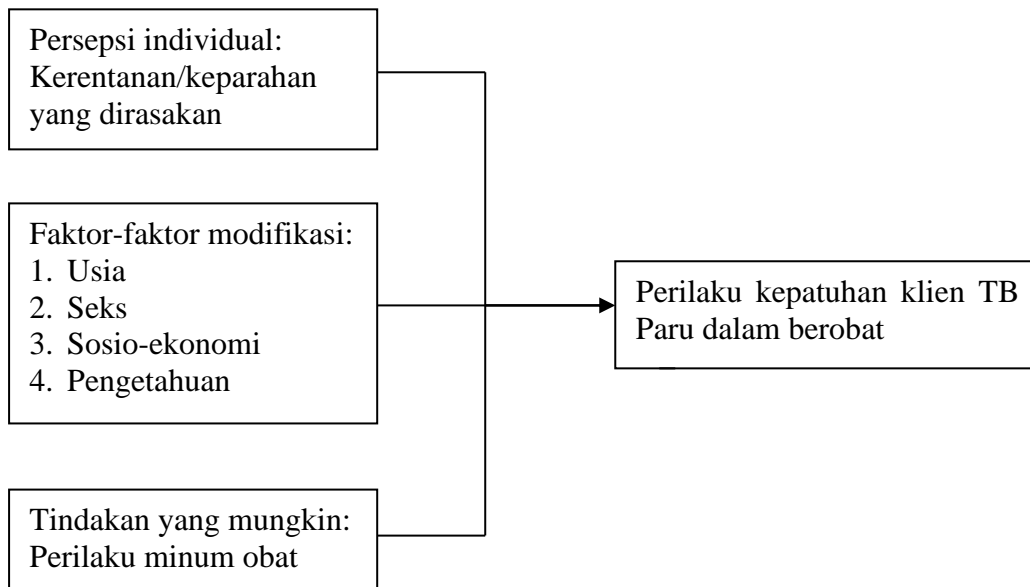 Persepsi individual:
Kerentanan/keparahan
yang dirasakan
Faktor-faktor modifikasi:
1. Usia
2. Seks
3. Sosio-ekonomi
4. Pengetahuan
Perilaku kepatuhan klien TB
Paru dalam berobat
Tindakan yang mungkin:
Perilaku minum obat